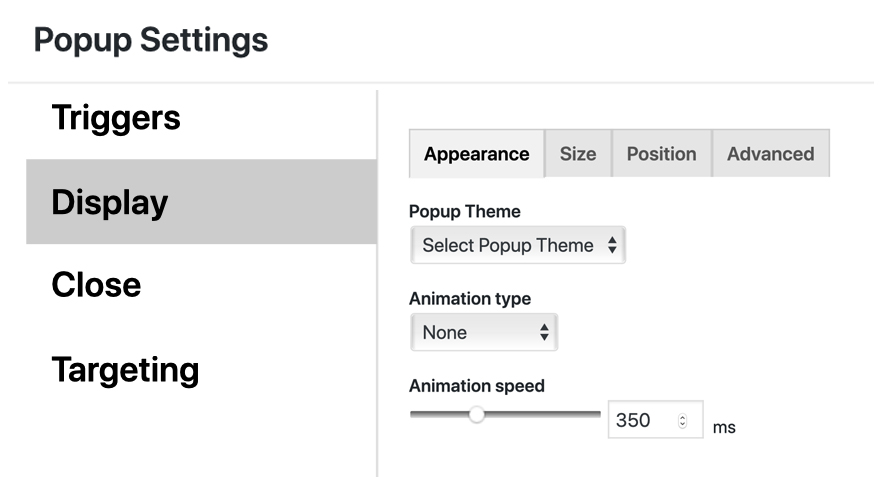 Popup Settings
Triggers
Display
Close
Targeting
Appearance Size Position Advanced
Popup Theme
Select Popup Theme
Animation type
None
Animation speed
350 ms